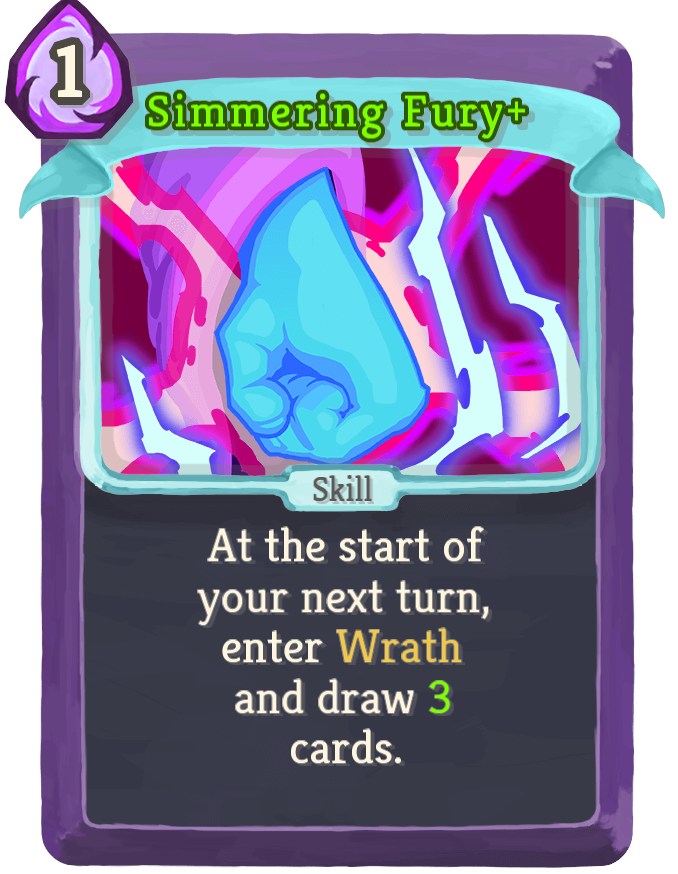 1
Simmering Fury+
Skill
At the start of
your next turn,
enter Wrath
and draw 3
cards.